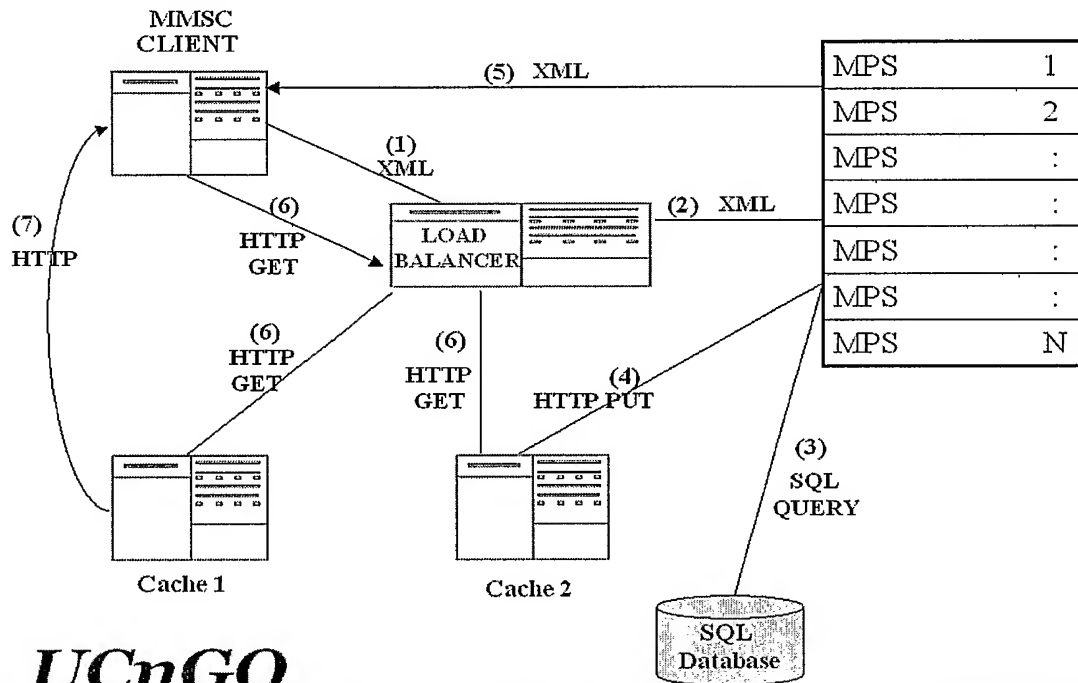 MMSC
CLIENT
(5) XML
MPS 1
MPS 2
MPS :
MPS :
MPS :
MPS :
MPS N
(1)
XML
(2) XML
(6)
HTTP
GET
(7)
HTTP
LOAD
BALANCER
(6)
HTTP
GET
(6)
HTTP
GET
(4)
HTTP PUT
(3)
SQL
QUERY
Cache 1
Cache 2
SQL
Database
UCnGO